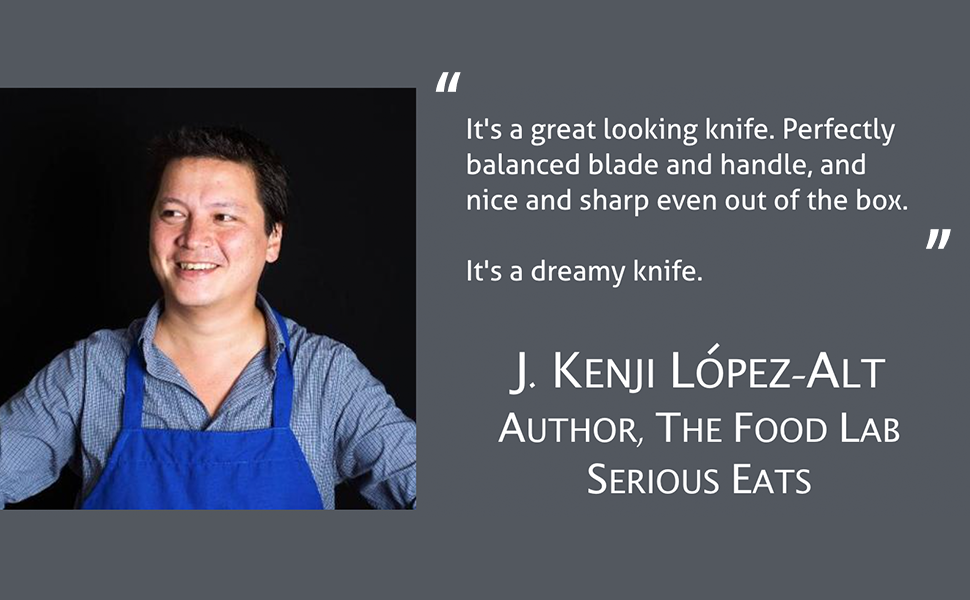 “
It's a great looking knife. Perfectly
balanced blade and handle, and
nice and sharp even out of the box.
”
It's a dreamy knife.
J. Kenji López-Alt
Author, The Food Lab
Serious Eats